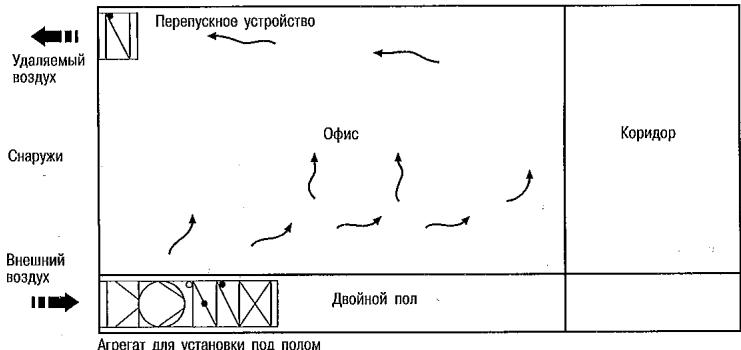 Перепускное устройство
Удаляемый
воздух
Офис
Коридор
Снаружи
Внешний
воздух
Двойной пол
Агрегат для установки под полом